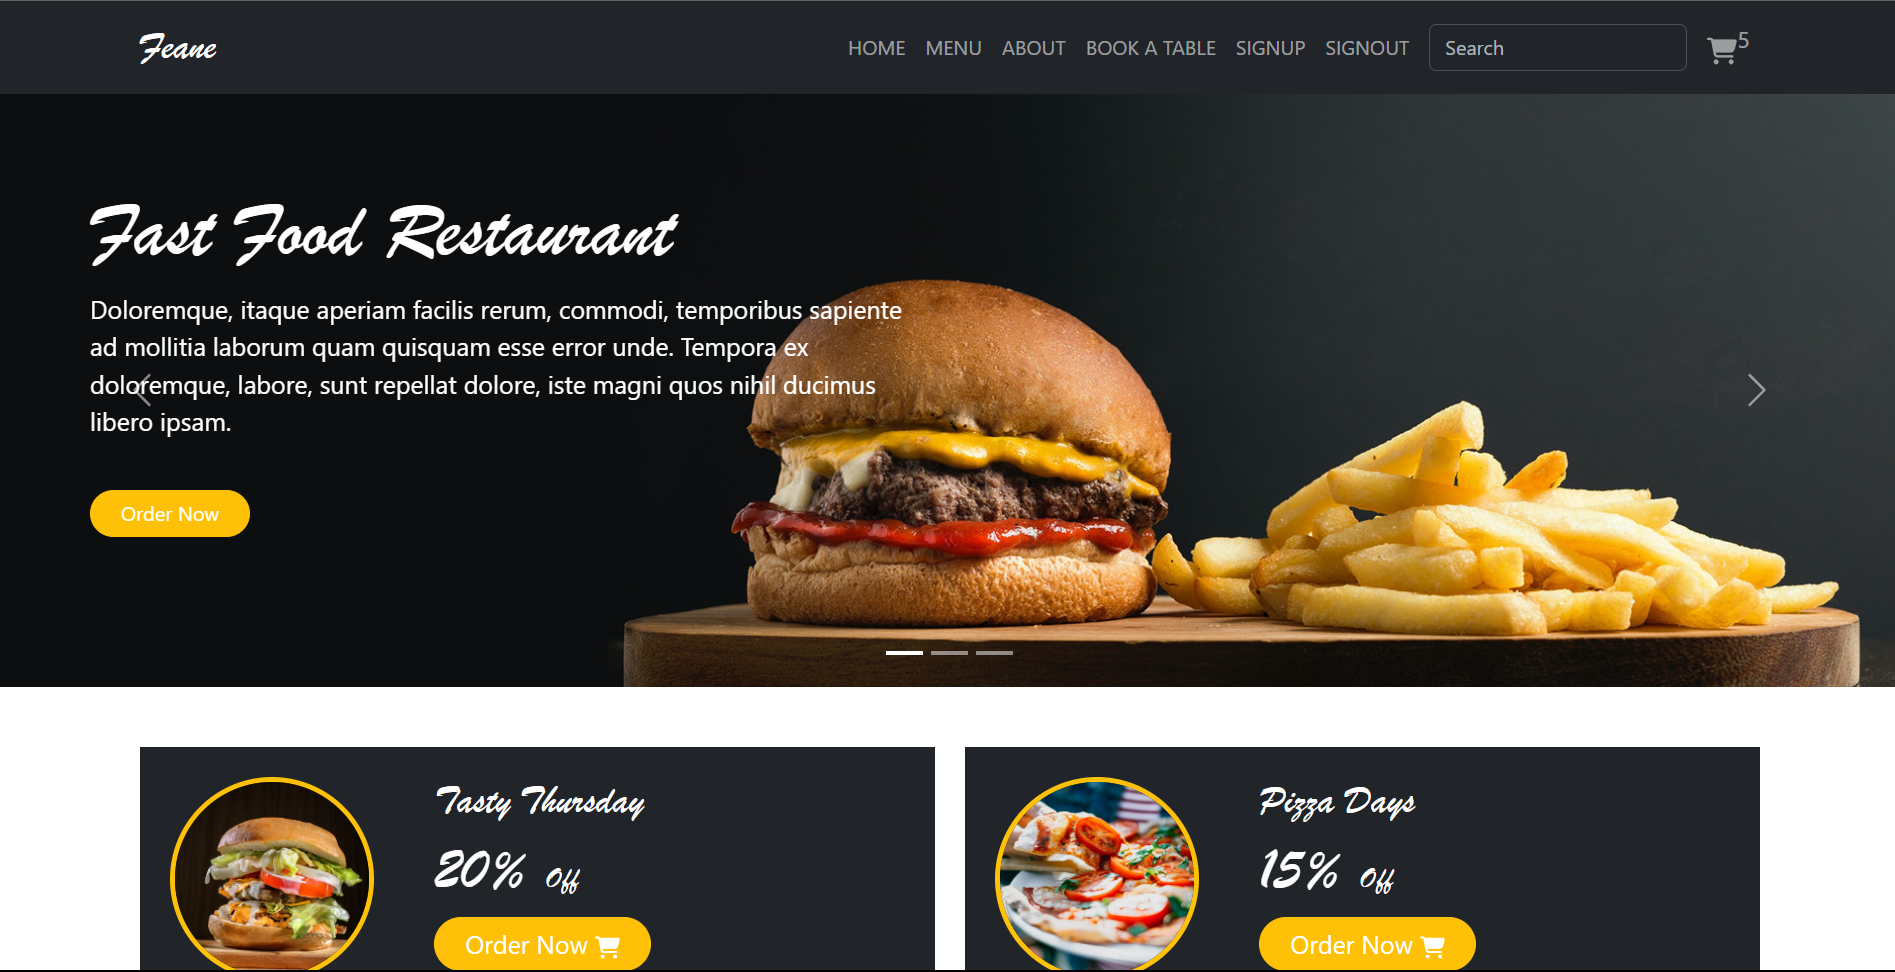 Feane
HOME MENU ABOUT BOOK A TABLE SIGNUP SIGNOUT Search 5
Fast Food Restaurant
Doloremque, itaque aperiam facilis rerum, commodi, temporibus sapiente
ad mollitia laborum quam quisquam esse error unde. Tempora ex
doloremque, labore, sunt repellat dolore, iste magni quos nihil ducimus
libero ipsam.
Order Now
Tasty Thursday
20% Off
Order Now
Pizza Days
15% Off
Order Now